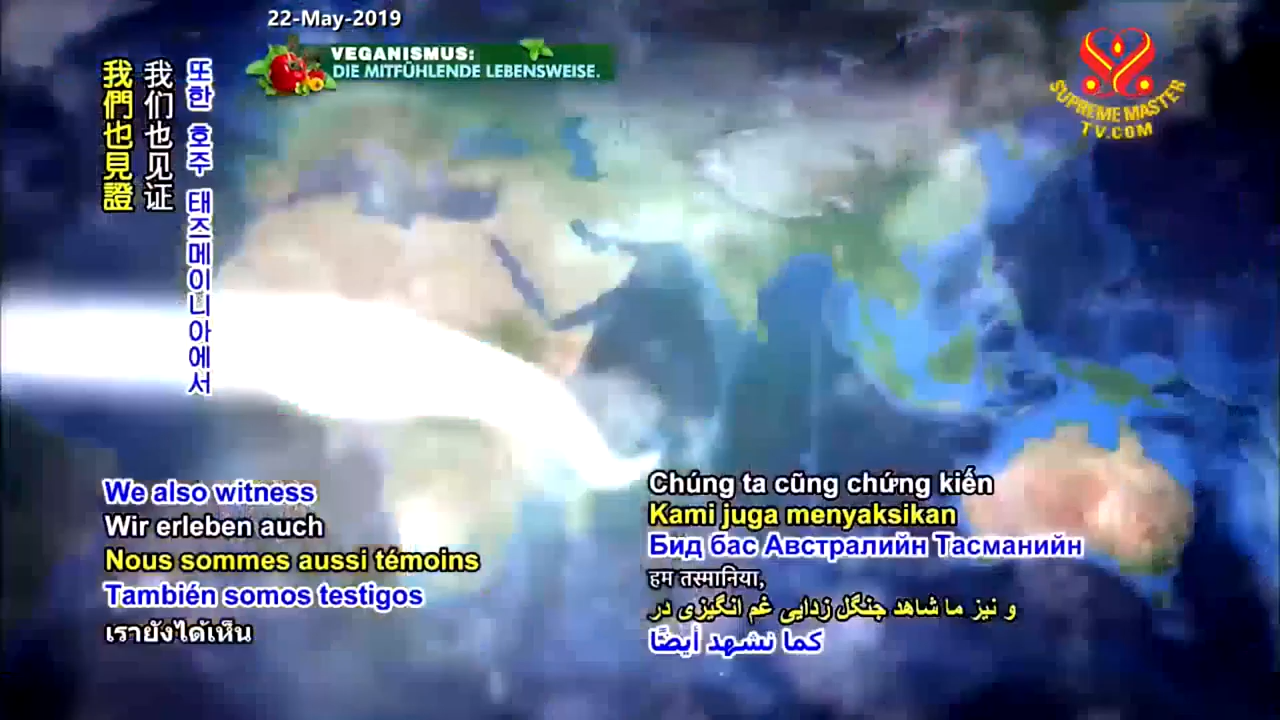 22-May-2019
VEGANISMUS:
DIE MITFÜHLENDE LEBENSWEISE.
SUPREME MASTER
TV.COM
我們也見證
我们也见证
또한 호주 태즈메이니아에서
We also witness
Wir erleben auch
Nous sommes aussi témoins
También somos testigos
เรายังได้เห็น
Chúng ta cũng chứng kiến
Kami juga menyaksikan
Бид бас Австралийн Тасманийн
हम तस्मानिया,
و نیز ما شاهد جنگل زدایی غم انگیزی در
كما نشهد أيضًا